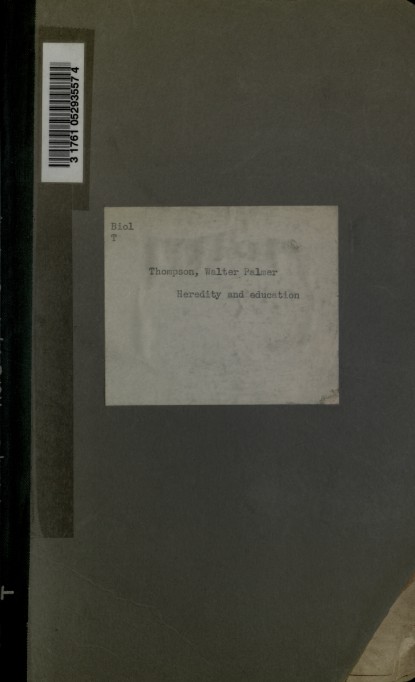 3 1761 05293557 4
Biol
T
Thompson, Walter Palmer
Heredity and education
T